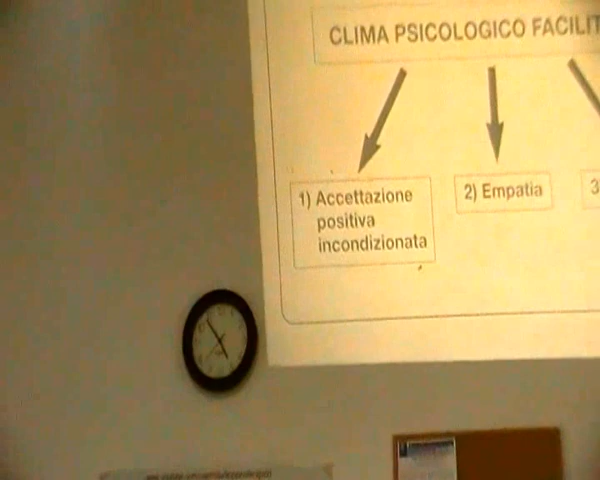 CLIMA PSICOLOGICO FACILIT
1) Accettazione
positiva
incondizionata
2) Empatia
3